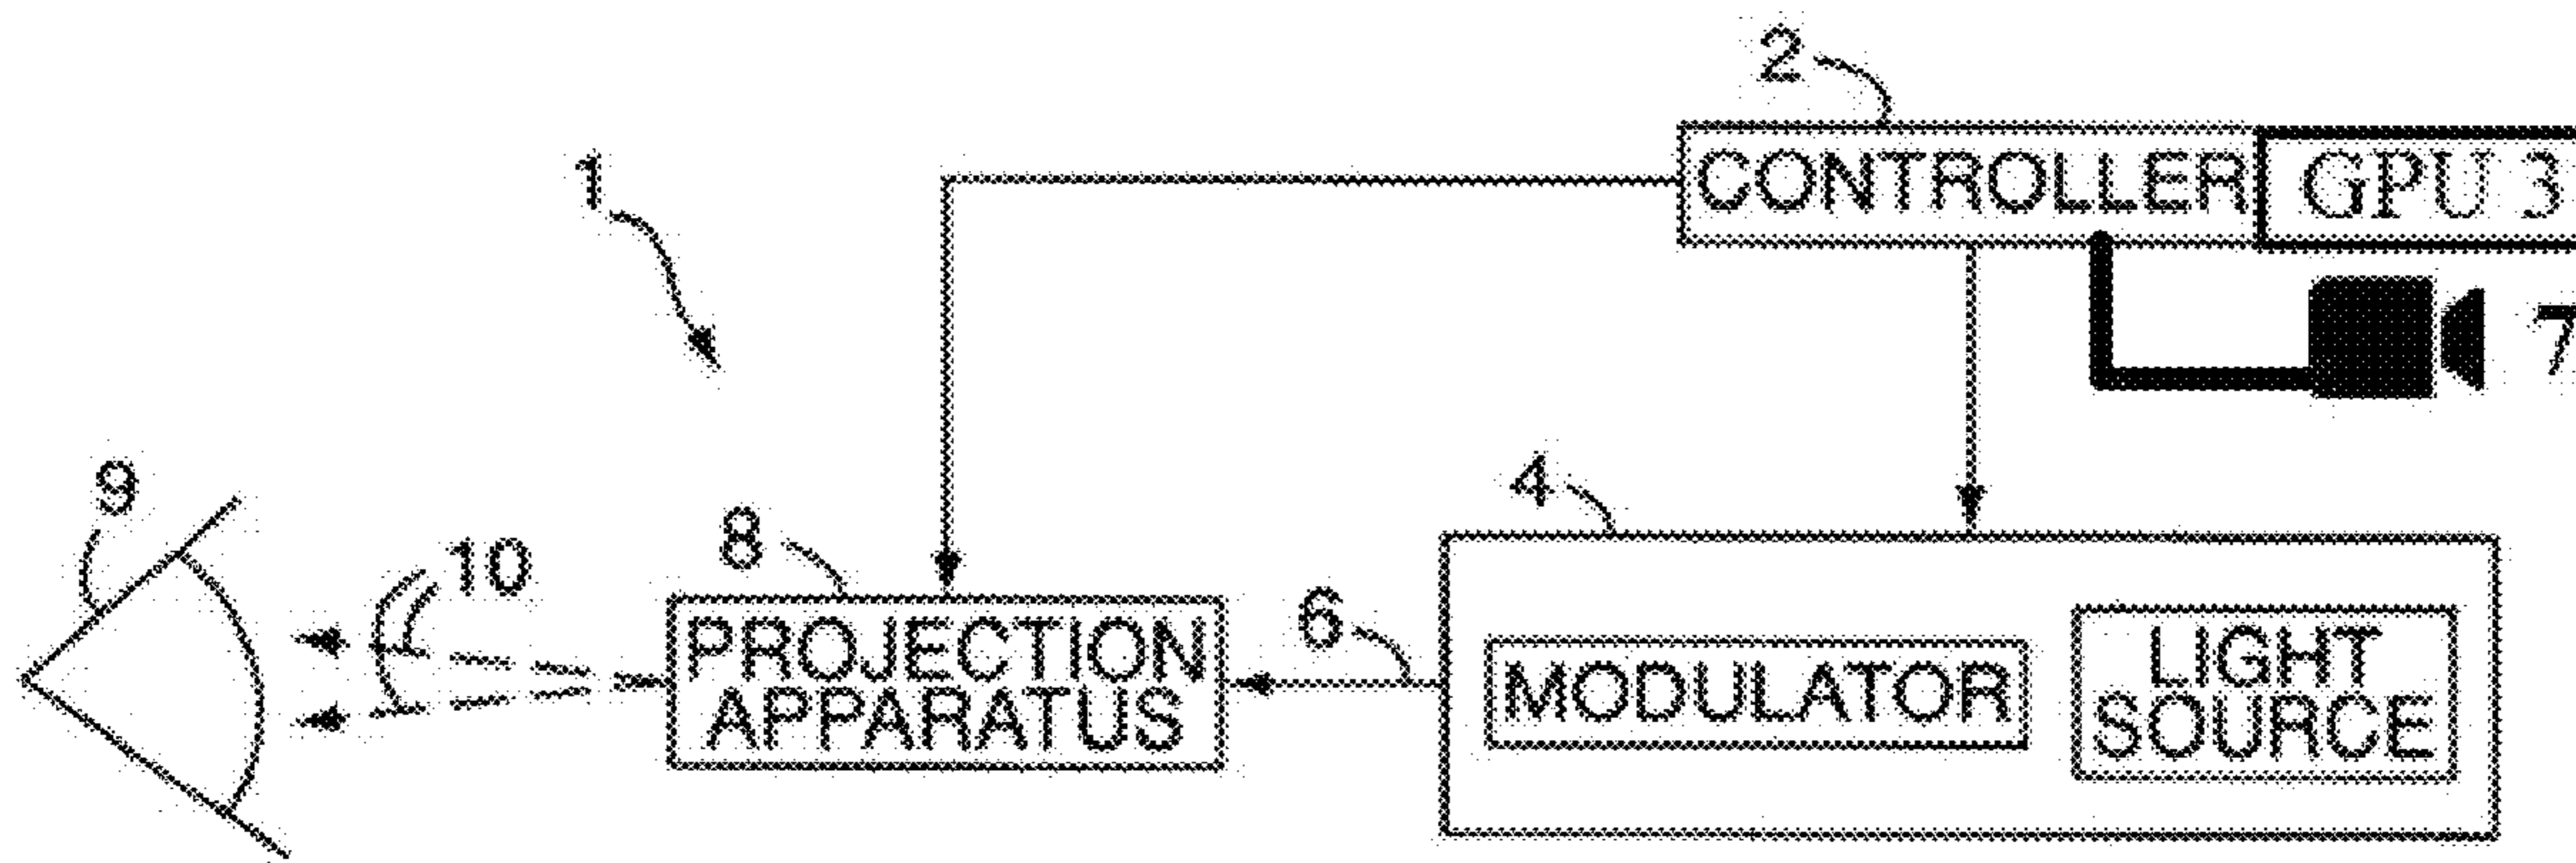 2
1
CONTROLLER GPU 3
7
9
4
8
10
6
PROJECTION
APPARATUS
MODULATOR
LIGHT
SOURCE